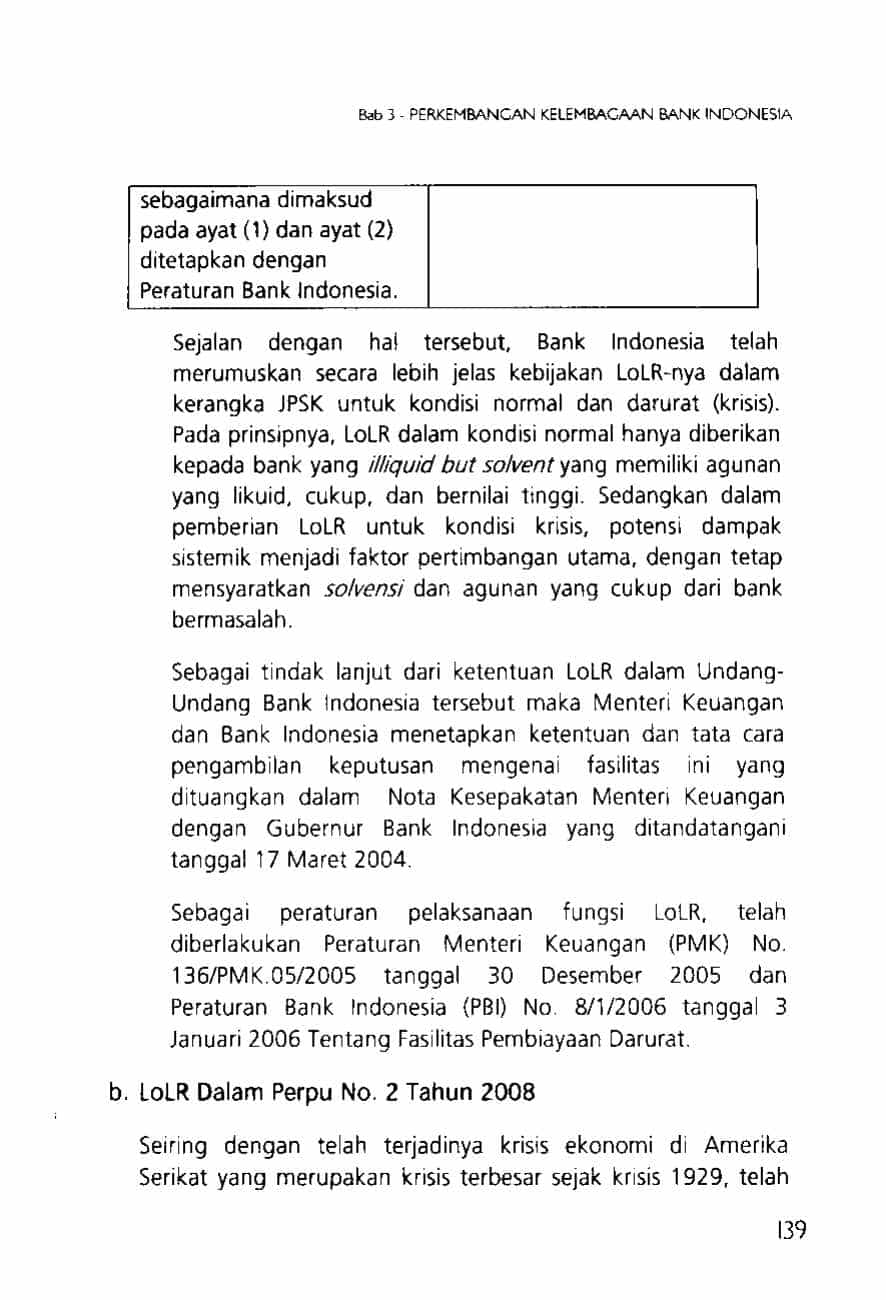 Bab 3 - PERKEMBANGAN KELEMBAGAAN BANK INDONESIA
sebagaimana dimaksud
pada ayat (1) dan ayat (2)
ditetapkan dengan
Peraturan Bank Indonesia.
Sejalan dengan hal tersebut, Bank Indonesia telah
merumuskan secara lebih jelas kebijakan LoLR-nya dalam
kerangka JPSK untuk kondisi normal dan darurat (krisis).
Pada prinsipnya, LoLR dalam kondisi normal hanya diberikan
kepada bank yang illiquid but solvent yang memiliki agunan
yang likuid, cukup, dan bernilai tinggi. Sedangkan dalam
pemberian LoLR untuk kondisi krisis, potensi dampak
sistemik menjadi faktor pertimbangan utama, dengan tetap
mensyaratkan solvensi dan agunan yang cukup dari bank
bermasalah.
Sebagai tindak lanjut dari ketentuan LoLR dalam Undang-
Undang Bank Indonesia tersebut maka Menteri Keuangan
dan Bank Indonesia menetapkan ketentuan dan tata cara
pengambilan keputusan mengenai fasilitas ini yang
dituangkan dalam Nota Kesepakatan Menteri Keuangan
dengan Gubernur Bank Indonesia yang ditandatangani
tanggal 17 Maret 2004.
Sebagai peraturan pelaksanaan fungsi LoLR, telah
diberlakukan Peraturan Menteri Keuangan (PMK) No.
136/PMK.05/2005 tanggal 30 Desember 2005 dan
Peraturan Bank Indonesia (PBI) No. 8/1/2006 tanggal 3
Januari 2006 Tentang Fasilitas Pembiayaan Darurat.
b. LoLR Dalam Perpu No. 2 Tahun 2008
Seiring dengan telah terjadinya krisis ekonomi di Amerika
Serikat yang merupakan krisis terbesar sejak krisis 1929, telah
139